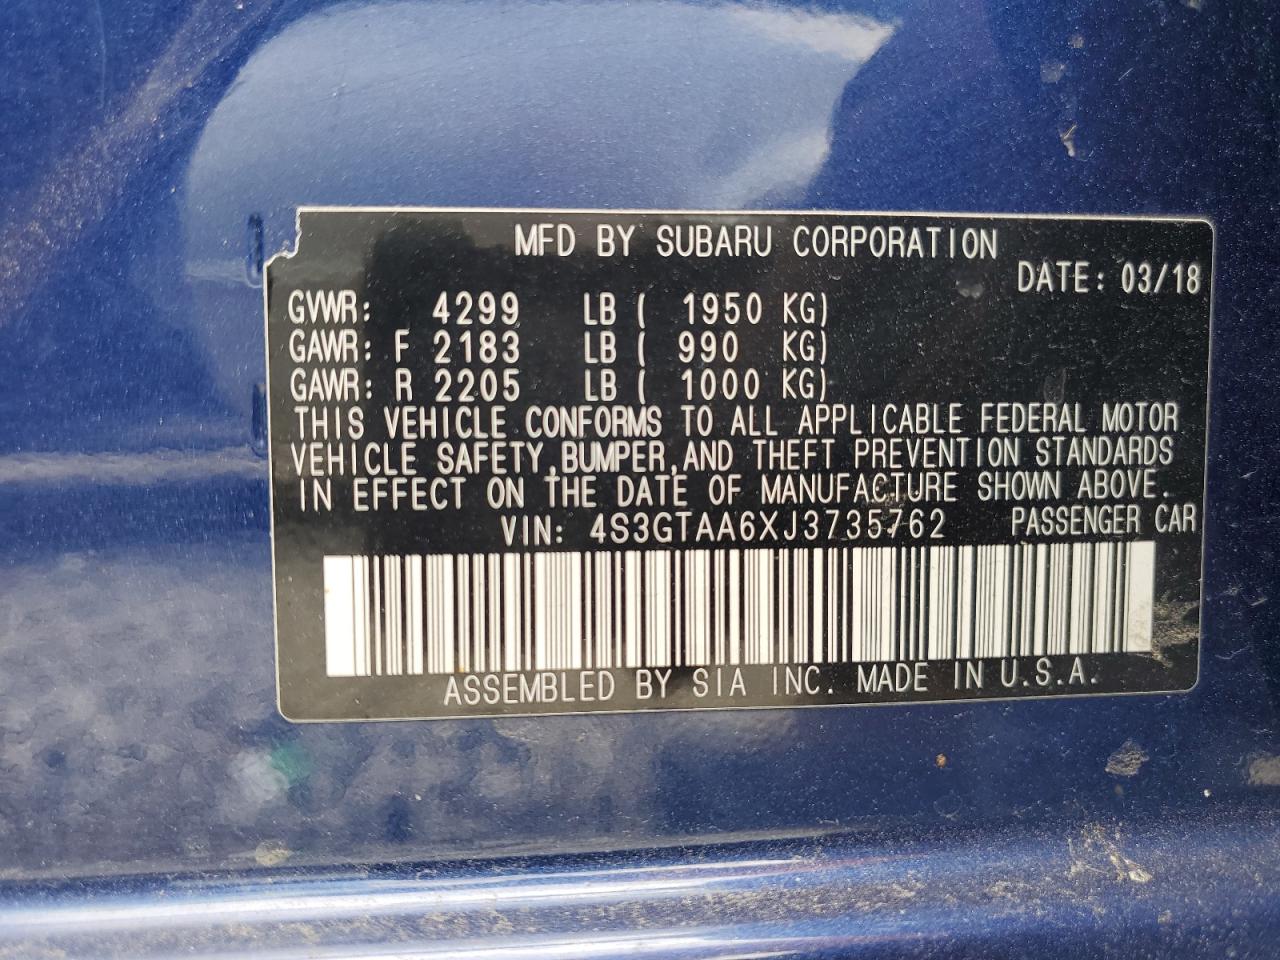 MFD BY SUBARU CORPORATION
DATE: 03/18
GVWR: 4299 LB ( 1950 KG)
GAWR: F 2183 LB ( 990 KG)
GAWR: R 2205 LB ( 1000 KG)
THIS VEHICLE CONFORMS TO ALL APPLICABLE FEDERAL MOTOR
VEHICLE SAFETY,BUMPER,AND THEFT PREVENTION STANDARDS
IN EFFECT ON THE DATE OF MANUFACTURE SHOWN ABOVE.
VIN: 4S3GTAA6XJ3735762 PASSENGER CAR
ASSEMBLED BY SIA INC. MADE IN U.S.A.